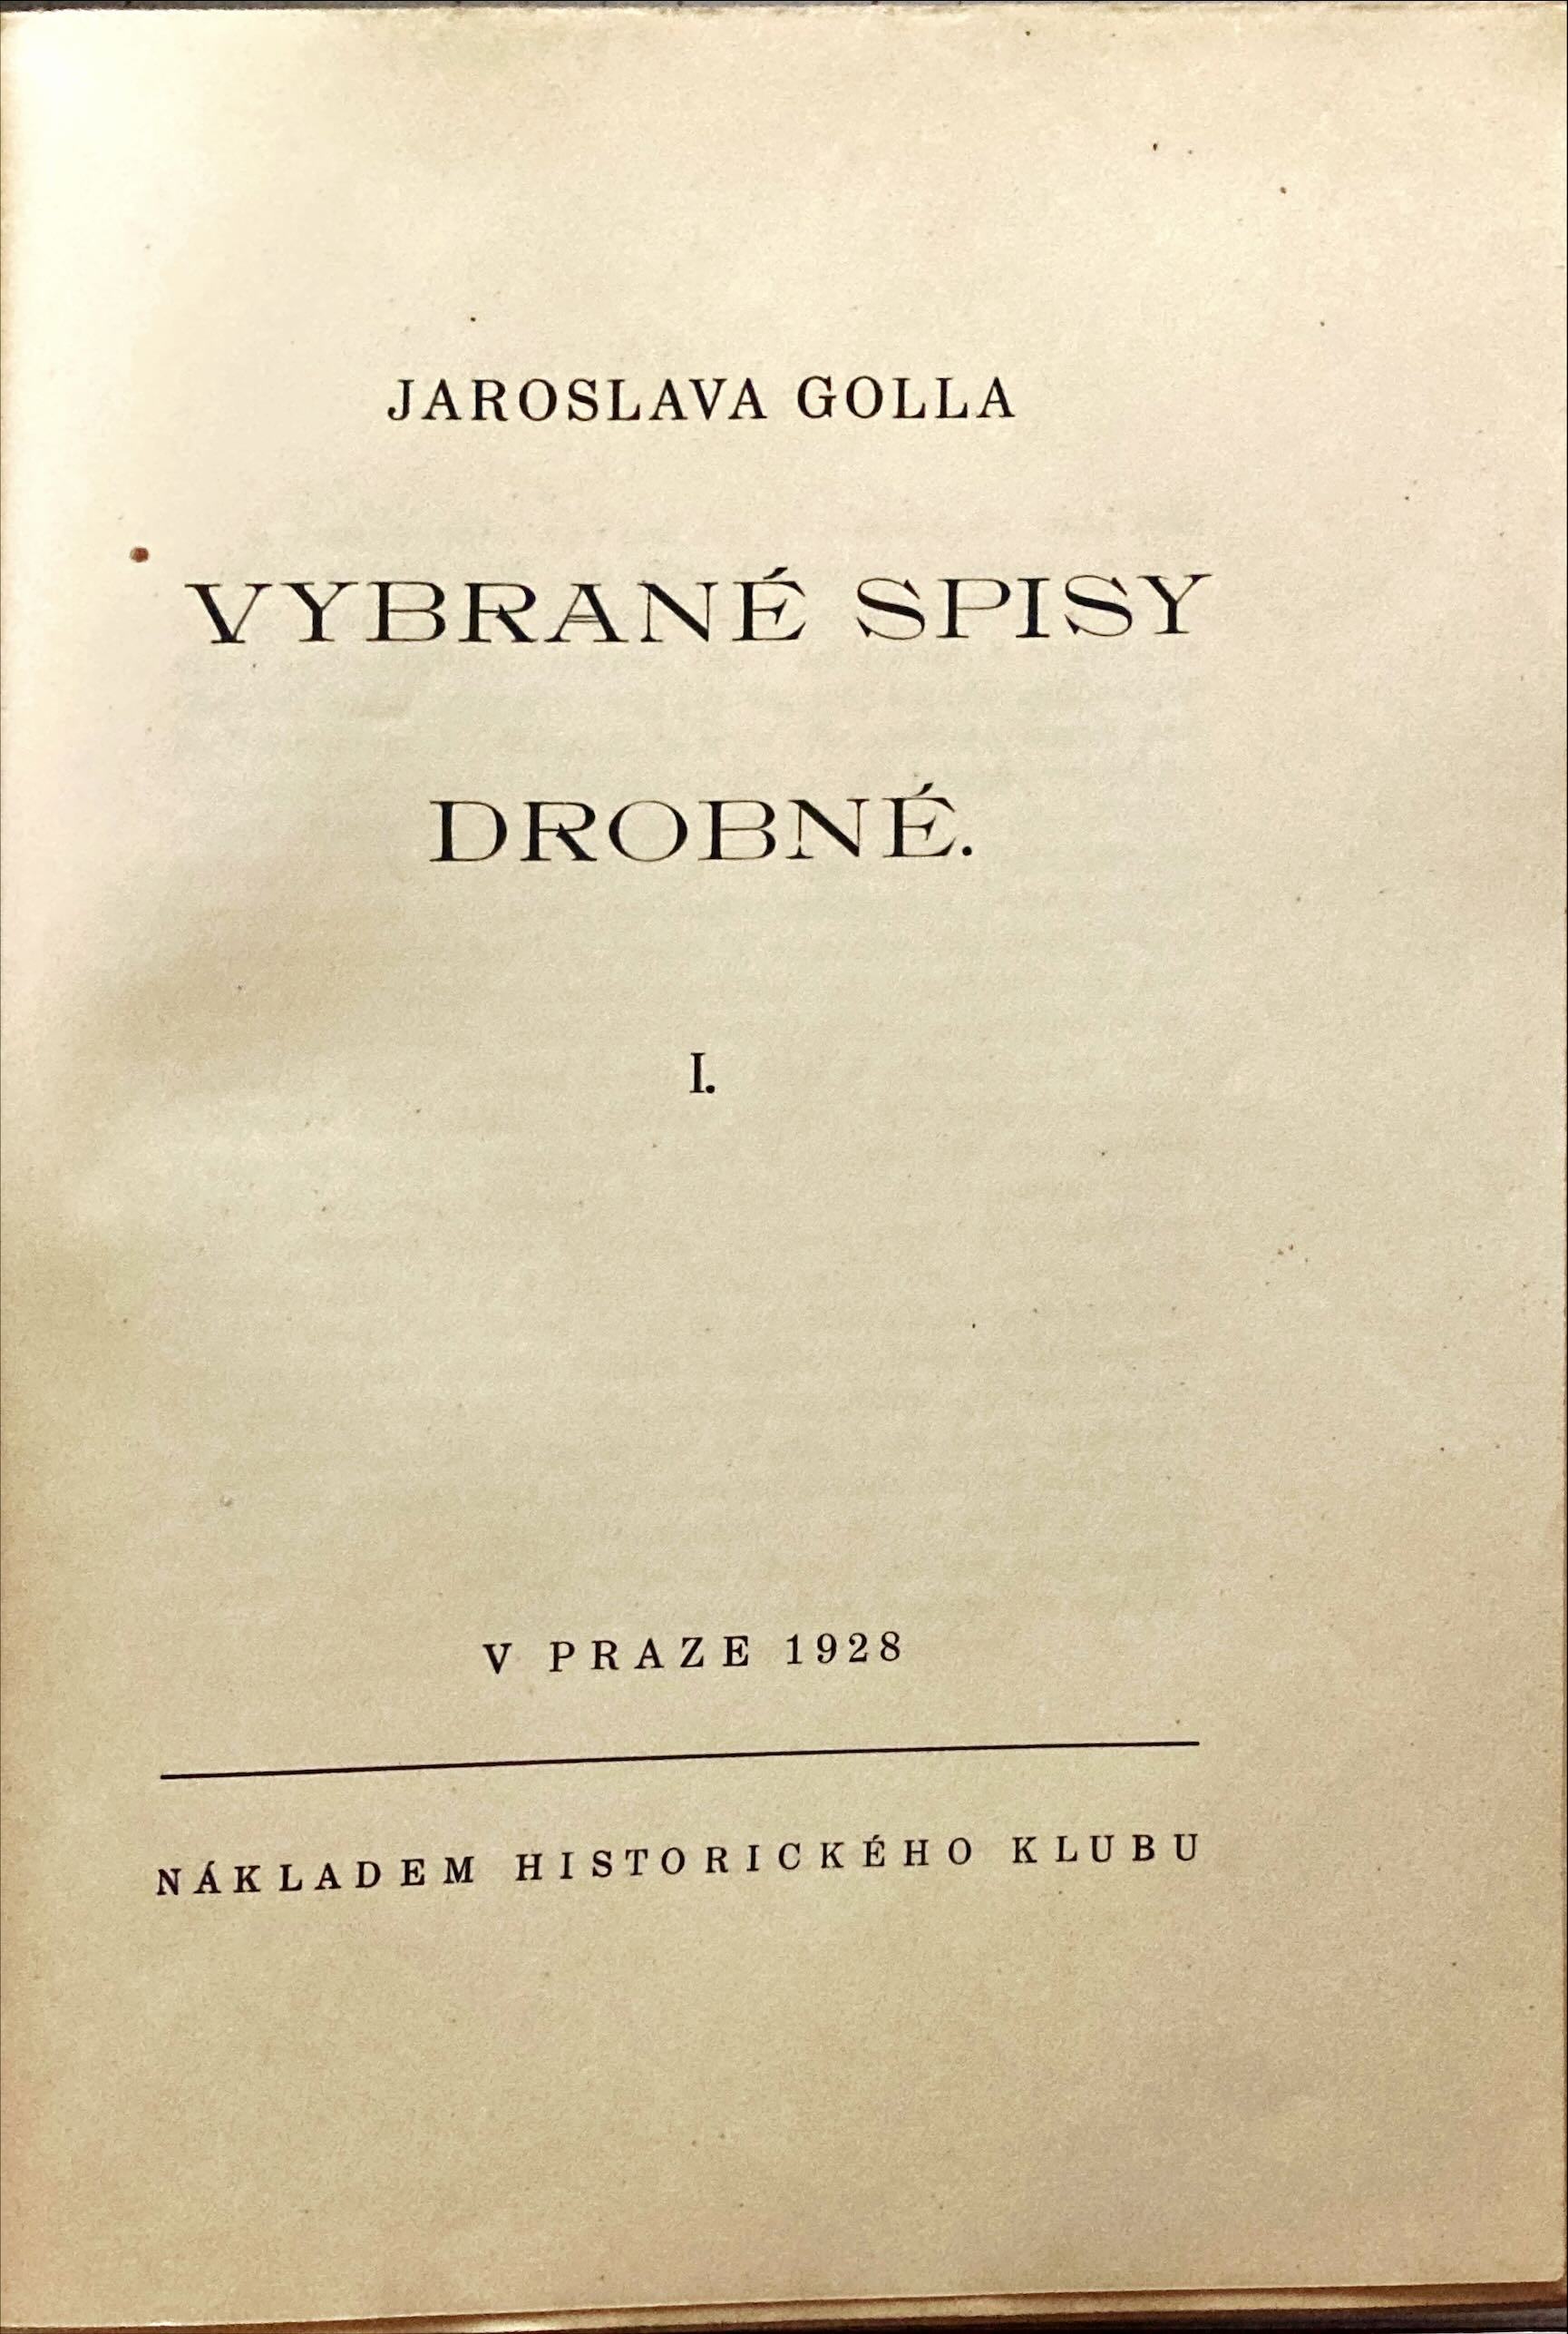 JAROSLAVA GOLLA
VYBRANÉ SPISY
DROBNÉ.
I.
V PRAZE 1928
NÁKLADEM HISTORICKÉHO KLUBU